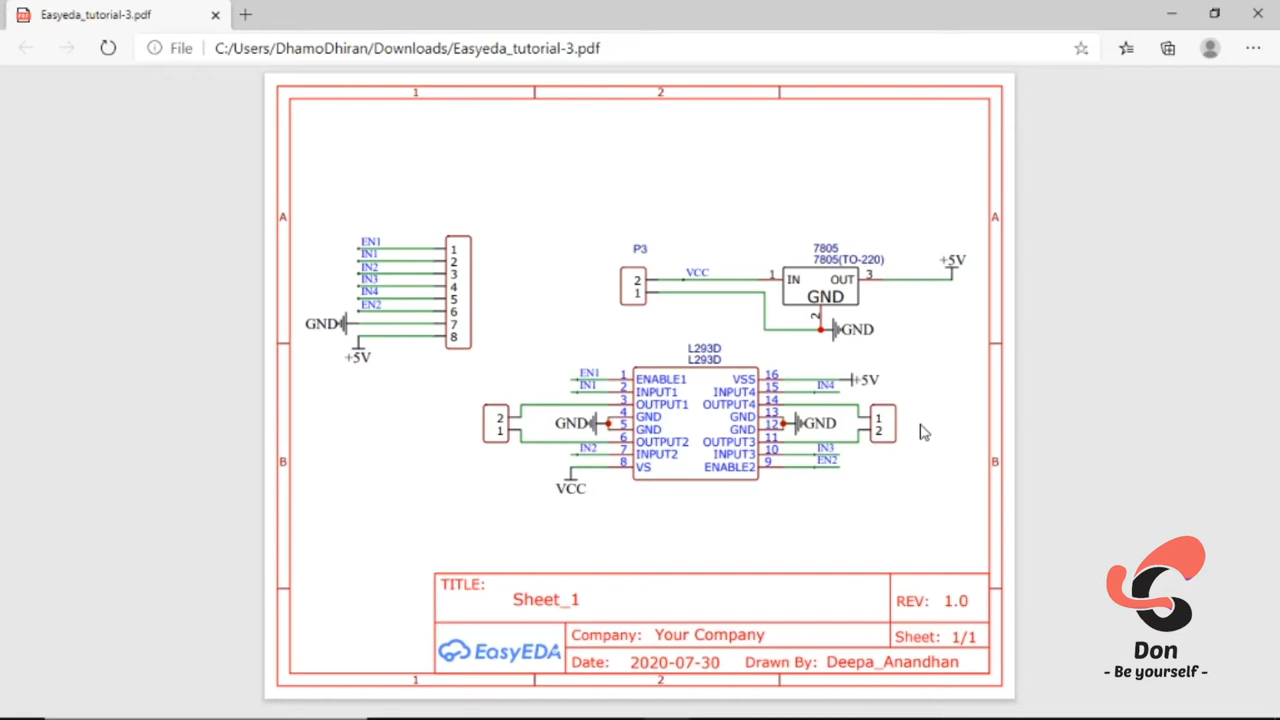 Easyeda_tutorial-3.pdf
File C:/Users/DhamoDhiran/Downloads/Easyeda_tutorial-3.pdf
1 2
A A
EN1 1
IN1 2
IN2 3
IN3 4
IN4 5
EN2 6
GND 7
+5V 8
P3
2 VCC
1
7805
7805(TO-220)
1 IN OUT 3 +5V
GND
2
GND
L293D
L293D
EN1 1 ENABLE1 VSS 16 +5V
IN1 2 INPUT1 INPUT4 15 IN4
3 OUTPUT1 OUTPUT4 14
4 GND GND 13
5 GND GND 12
6 OUTPUT2 OUTPUT3 11
IN2 7 INPUT2 INPUT3 10 IN3
8 VS ENABLE2 9 EN2
2
1
GND
GND
1
2
VCC
B B
TITLE:
Sheet_1
REV: 1.0
EasyEDA
Company: Your Company
Sheet: 1/1
Date: 2020-07-30 Drawn By: Deepa_Anandhan
1 2
Don
- Be yourself -